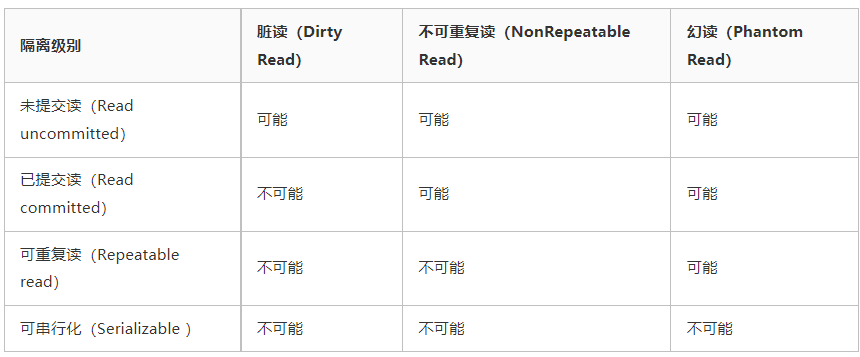 隔离级别
脏读（Dirty
Read）
不可重复读（NonRepeatable
Read）
幻读（Phantom
Read）
未提交读（Read
uncommitted）
可能
可能
可能
已提交读（Read
committed）
不可能
可能
可能
可重复读（Repeatable
read）
不可能
不可能
可能
可串行化（Serializable ）
不可能
不可能
不可能